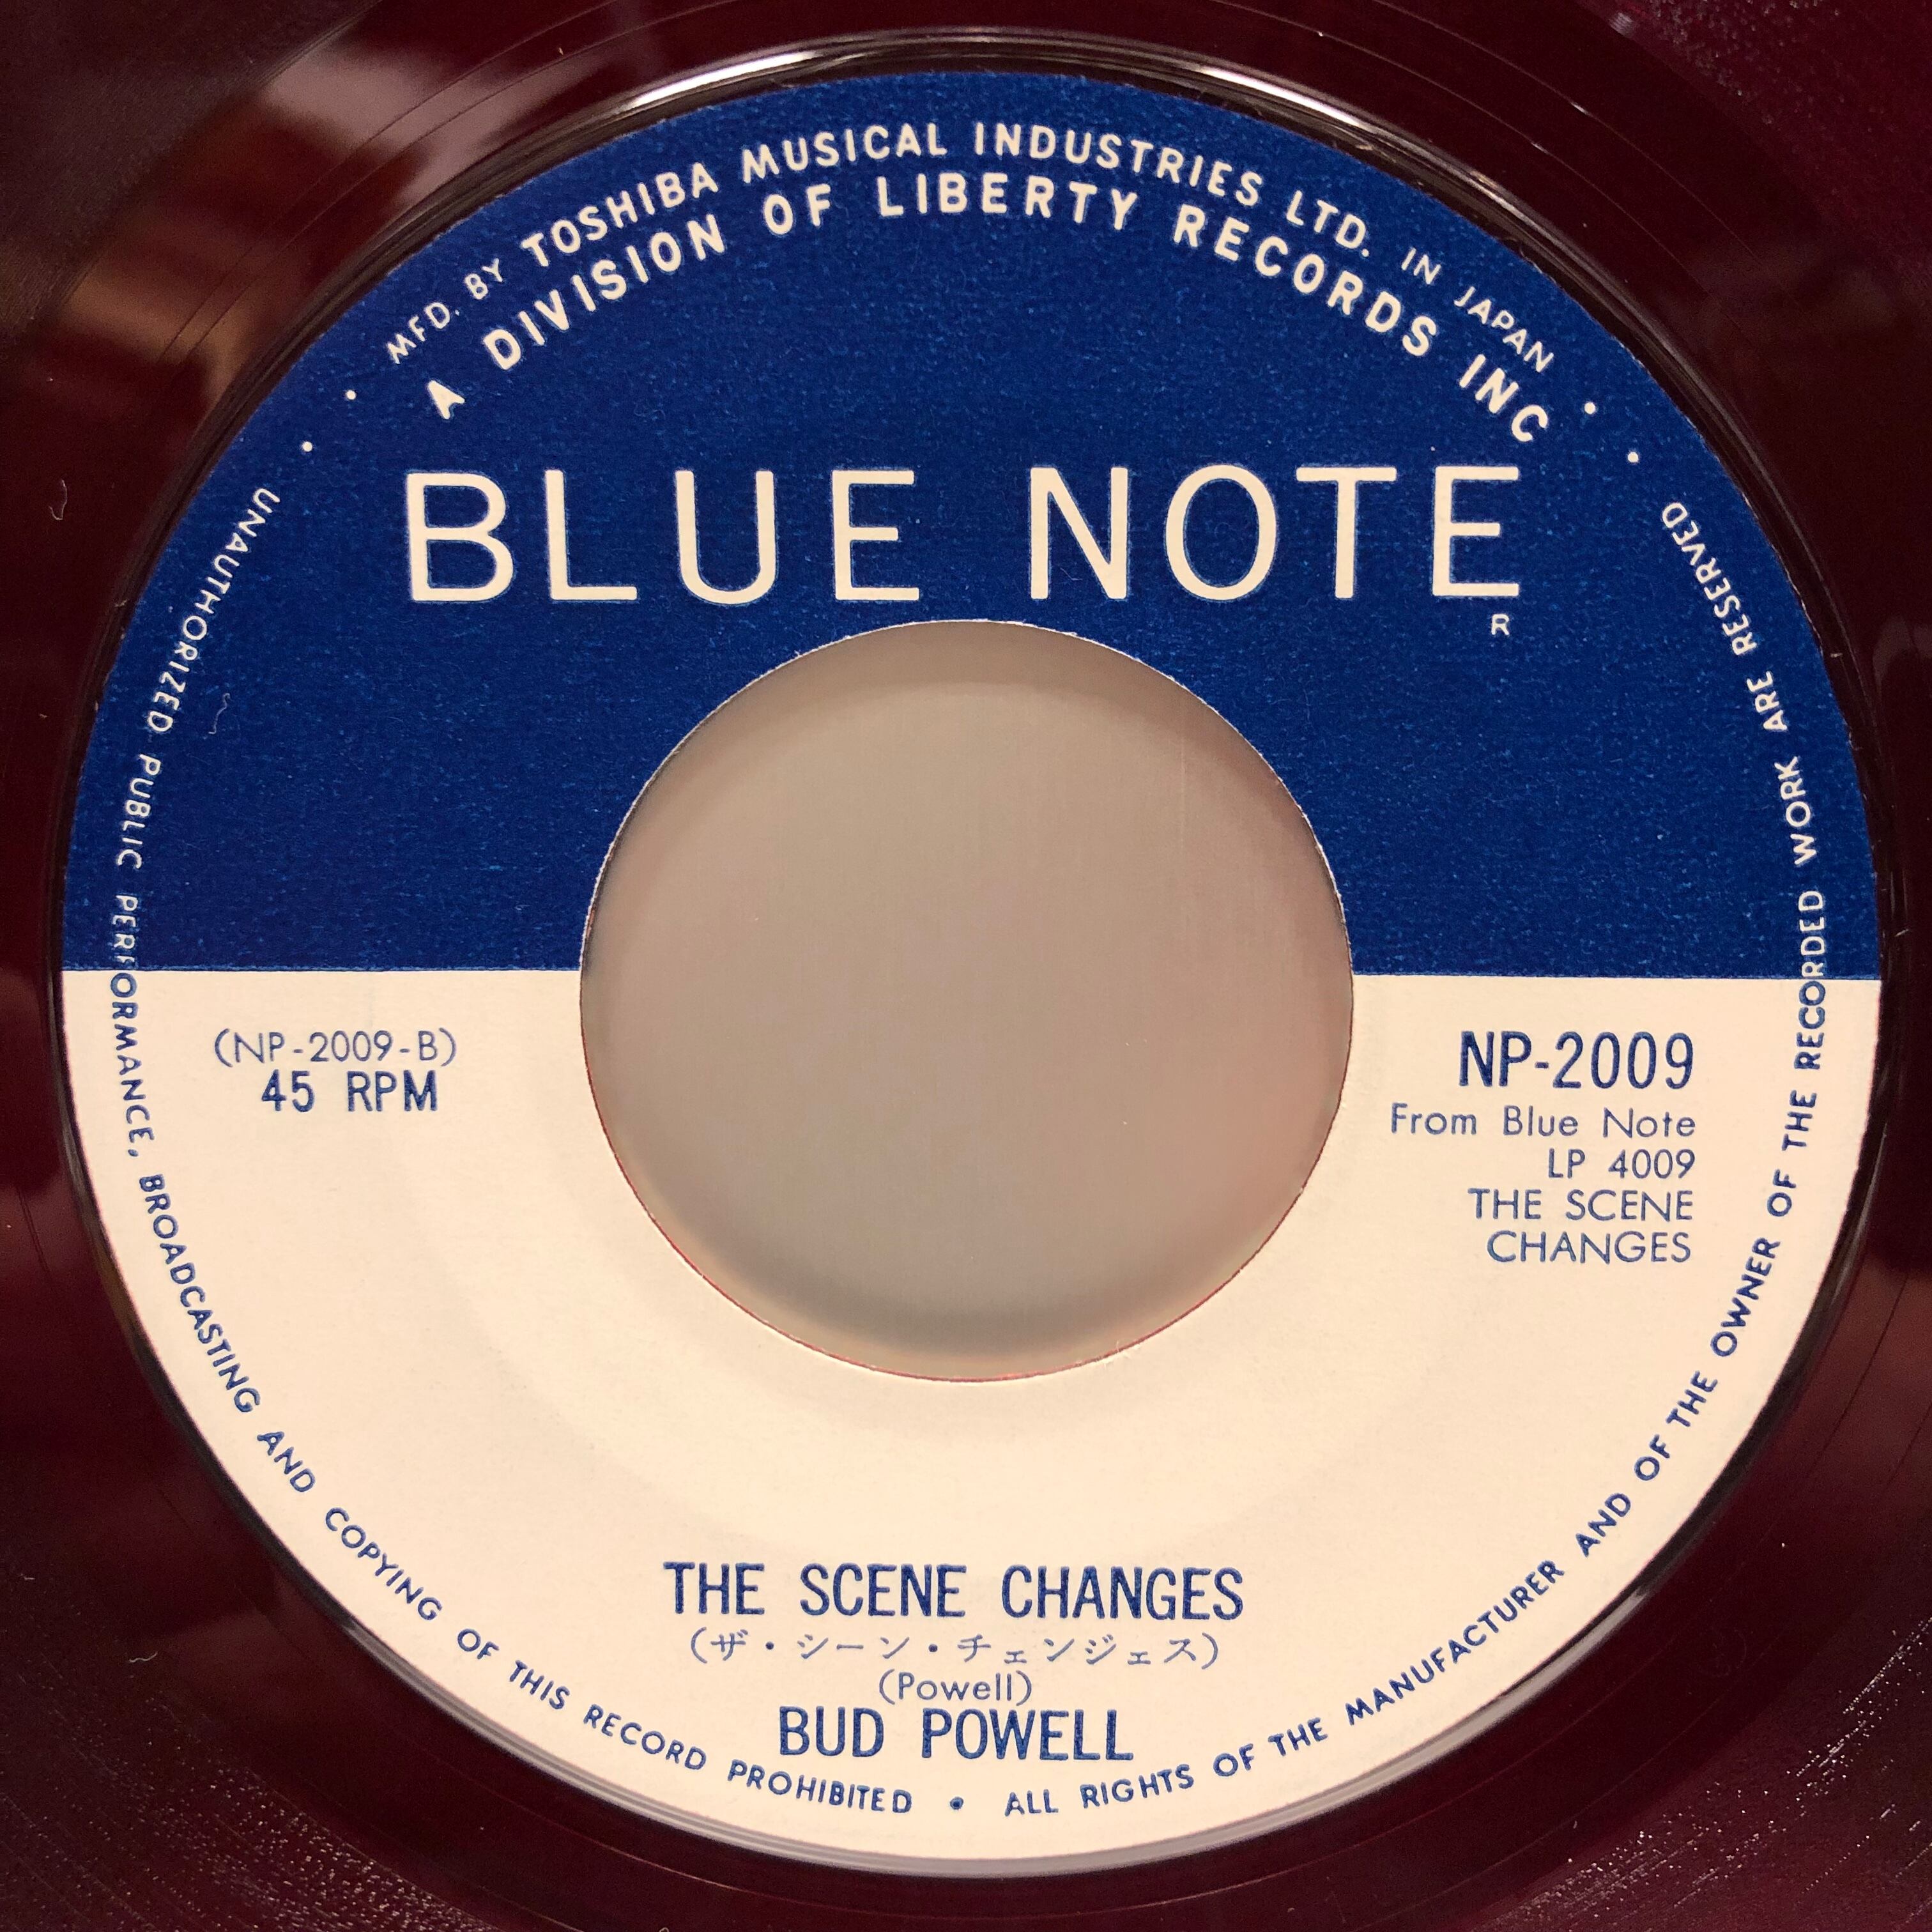 MFD. BY TOSHIBA MUSICAL INDUSTRIES LTD. IN JAPAN
A DIVISION OF LIBERTY RECORDS INC
BLUE NOTE
R
(NP-2009-B)
45 RPM
NP-2009
From Blue Note
LP 4009
THE SCENE
CHANGES
THE SCENE CHANGES
(ザ・シーン・チェンジェス)
(Powell)
BUD POWELL
UNAUTHORIZED PUBLIC PERFORMANCE, BROADCASTING AND COPYING OF THIS RECORD PROHIBITED • ALL RIGHTS OF THE MANUFACTURER AND OF THE OWNER OF THE RECORDED WORK ARE RESERVED